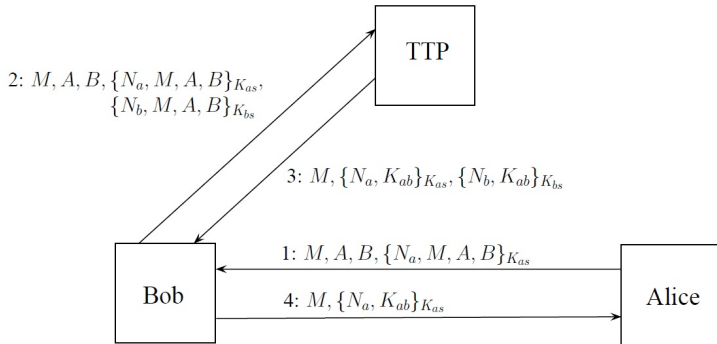 TTP
2: M, A, B, {N_a, M, A, B}_{K_{as}},
{N_b, M, A, B}_{K_{bs}}
3: M, {N_a, K_{ab}}_{K_{as}}, {N_b, K_{ab}}_{K_{bs}}
1: M, A, B, {N_a, M, A, B}_{K_{as}}
Bob
Alice
4: M, {N_a, K_{ab}}_{K_{as}}